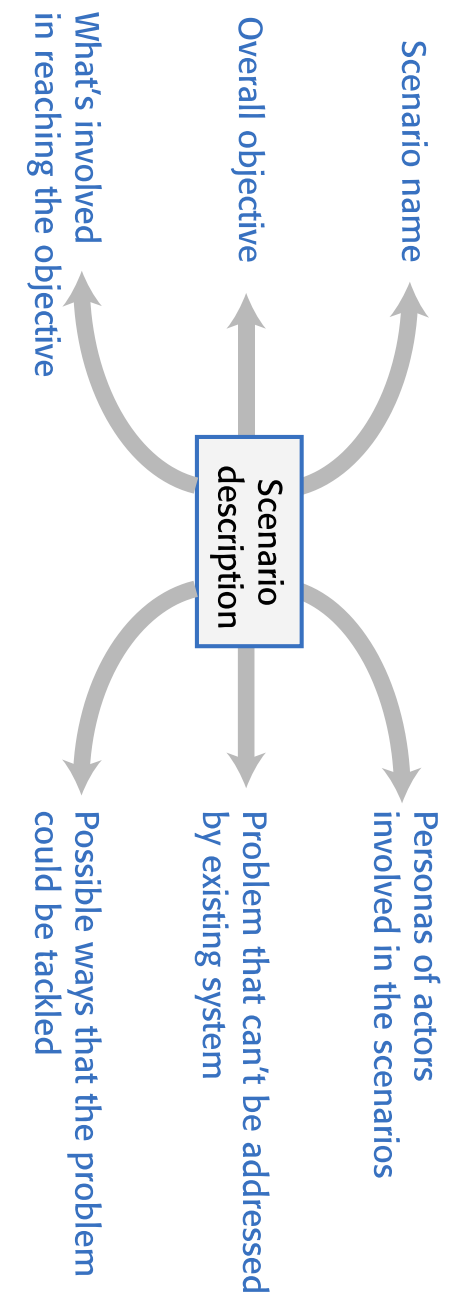 Scenario name
Personas of actors
involved in the scenarios
Overall objective
Scenario
description
Problem that can't be addressed
by existing system
What's involved
in reaching the objective
Possible ways that the problem
could be tackled